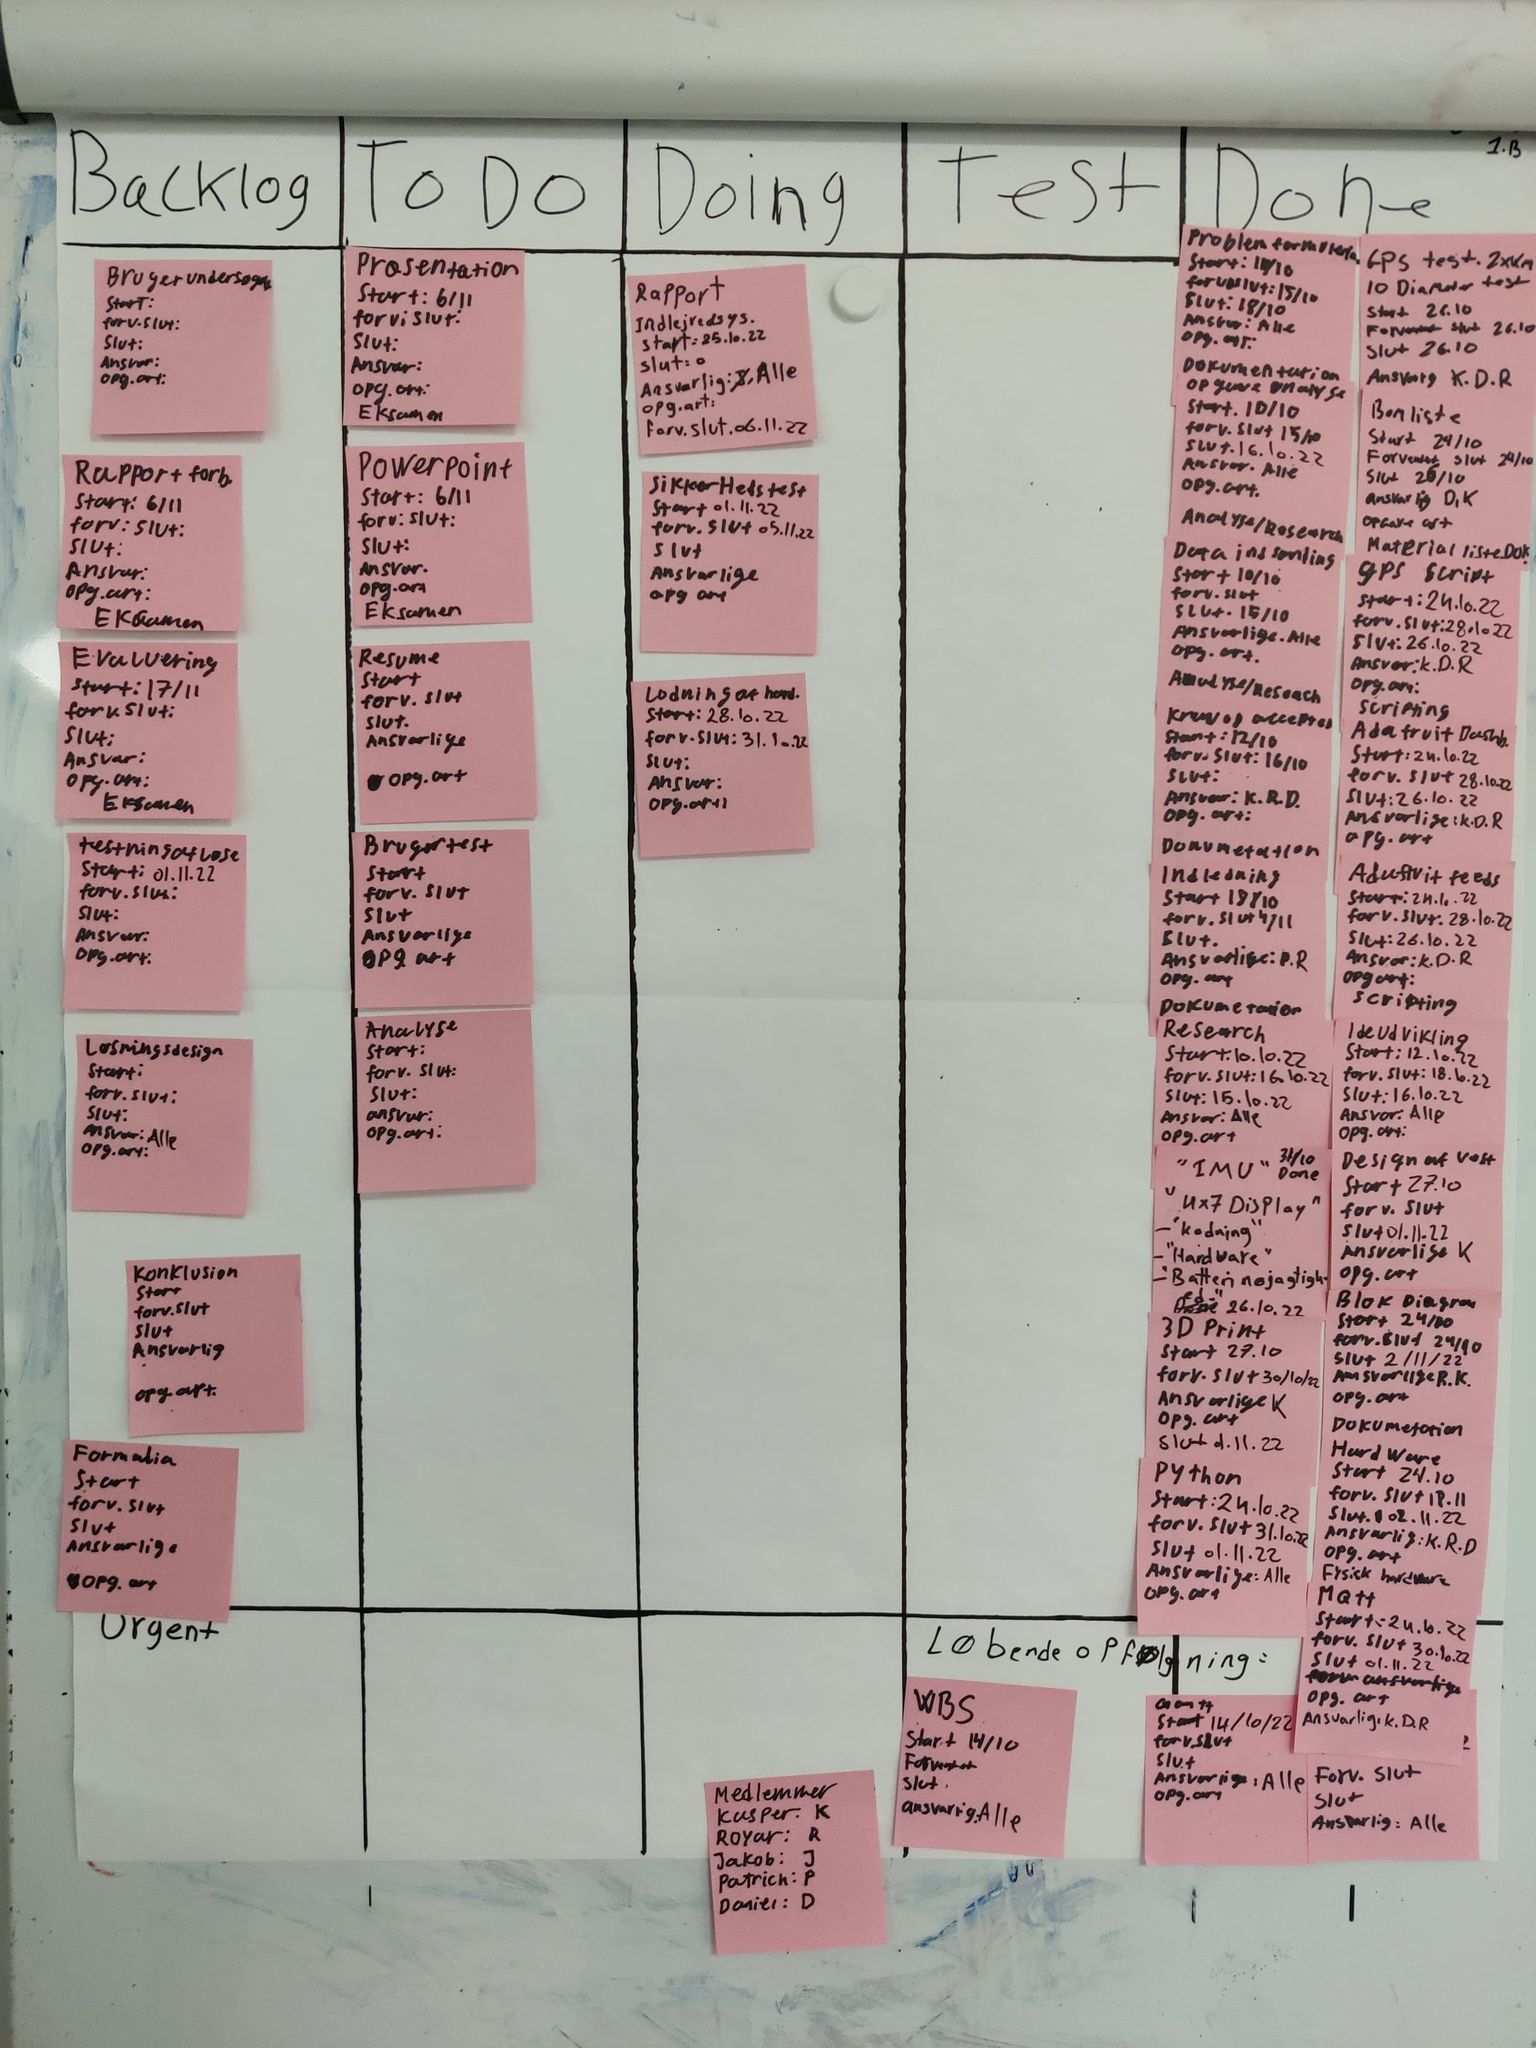 1.B
Backlog
To Do
Doing
Test
Done
Brugerundersøge
Start:
forv.slut:
Slut:
Ansvar:
opg.art:
Rapport forb
Start: 6/11
forv: slut:
Slut:
Ansvar:
opg.art:
Eksamen
Evaluering
Start: 17/11
forv. slut:
Slut:
Ansvar:
opg.art:
Eksamen
testning af løse
Start: 01.11.22
forv. slut:
Slut:
Ansvar:
opg.art:
Løsningsdesign
Start:
forv. slut:
Slut:
Ansvar: Alle
opg.art:
Konklusion
Start
forv.slut
Slut
Ansvarlig
opg.art.
Formalia
Start
forv. slut
Slut
Ansvarlige
opg.art
Præsentation
Start: 6/11
forvi slut:
Slut:
Ansvar:
opg.art:
Eksamen
Powerpoint
Start: 6/11
forv: slut:
Slut:
Ansvar.
opg.art
Eksamen
Resume
Start
forv. slut
Slut.
Ansvarlige
opg.art
Brugertest
Start
forv. slut
Slut
Ansvarlige
opg art
Analyse
Start:
forv. slut:
Slut:
ansvar:
opg.art:
Rapport
Indlejredsys.
start: 25.10.22
slut: 0
Ansvarlig: Alle
opg.art:
forv.slut.06.11.22
Sikkerhedstest
Start 01.11.22
forv. slut 05.11.22
Slut
Ansvarlige
opg art
Lodning af hard.
Start: 28.10.22
forv.slut: 31.10.22
Slut:
Ansvar:
opg.art:
Problemformulering
Start: 10/10
forv.slut: 15/10
Slut: 18/10
Ansvar: Alle
opg.art:
Dokumentation
opgave analyse
Start. 10/10
forv. slut 15/10
Slut.16.10.22
Ansvar. Alle
opg.art.
Analyse/Research
Data indsamling
Start 10/10
forv. slut
Slut. 15/10
Ansvarlige. Alle
opg. art.
Analyse/Research
Krav og accepttes
Start: 12/10
forv. slut: 16/10
Slut:
Ansvar: K.R.D.
opg. art:
Dokumetation
Indledning
Start 18/10
forv. slut 4/11
Slut.
Ansvarlige: P.R
opg. art
Dokumetation
Research
Start:10.10.22
forv. slut:16.10.22
Slut: 15.10.22
Ansvar: Alle
opg.art
"IMU" 31/10 Done
"4x7 Display"
- "kodning"
- "Hardware"
- "Batteri nøjagtigh-
ed:" 26.10.22
3D Print
Start 27.10
forv. slut 30/10/22
Ansvarlige K
opg. art
Python
Start: 24.10.22
forv. slut 31.10.22
Slut 01.11.22
Ansvarlige: Alle
opg.art
GPS test. 2xkm
10 Diameter test
Start 26.10
Forventet slut 26.10
Slut 26.10
Ansvarlig K.D.R
Bom liste
Start 24/10
Forventet slut 24/10
Slut 26/10
ansvarlig D,K
opgave art
Material liste.Dok
GPS Script
Start: 24.10.22
forv. slut:28.10.22
Slut: 26.10.22
Ansvar: K.D.R
opg.art:
Scripting
Adafruit Dashb.
Start: 24.10.22
forv. slut 28.10.22
Slut: 26.10.22
Ansvarlige: K.D.R
opg. art
Adafruit feeds
Start: 24.10.22
forv. slut. 28.10.22
Slut: 26.10.22
Ansvar: K.D.R
opg art:
Scripting
Ideudvikling
Start: 12.10.22
forv. slut: 18.10.22
Slut: 16.10.22
Ansvar: Alle
opg. art:
Design af Vest
Start 27.10
forv. slut
Slut 01.11.22
Ansvarlige K
opg.art
Blok Diagram
Start 24/10
forv. slut 24/10
Slut 2/11/22
Ansvarlige R.K.
opg. art
Dokumetation
Hardware
Start 24.10
forv. slut 18.11
Slut. 02.11.22
Ansvarlig: K.R.D
opg. art
Fysisk hardware
Mqtt
Start: 24.10.22
forv. slut 30.10.22
Slut 01.11.22
opg. art
Ansvarlig: K.D.R
Urgent
Løbende opfølgning:
WBS
Start 14/10
Forventet
Slut.
ansvarlig: Alle
Gantt
Start 14/10/22
forv.slut
Slut
Ansvarlige: Alle
opg.art
Forv. slut
Slut
Ansvarlig: Alle
Medlemmer
Kasper: K
Royar: R
Jakob: J
Patrich: P
Daniel: D